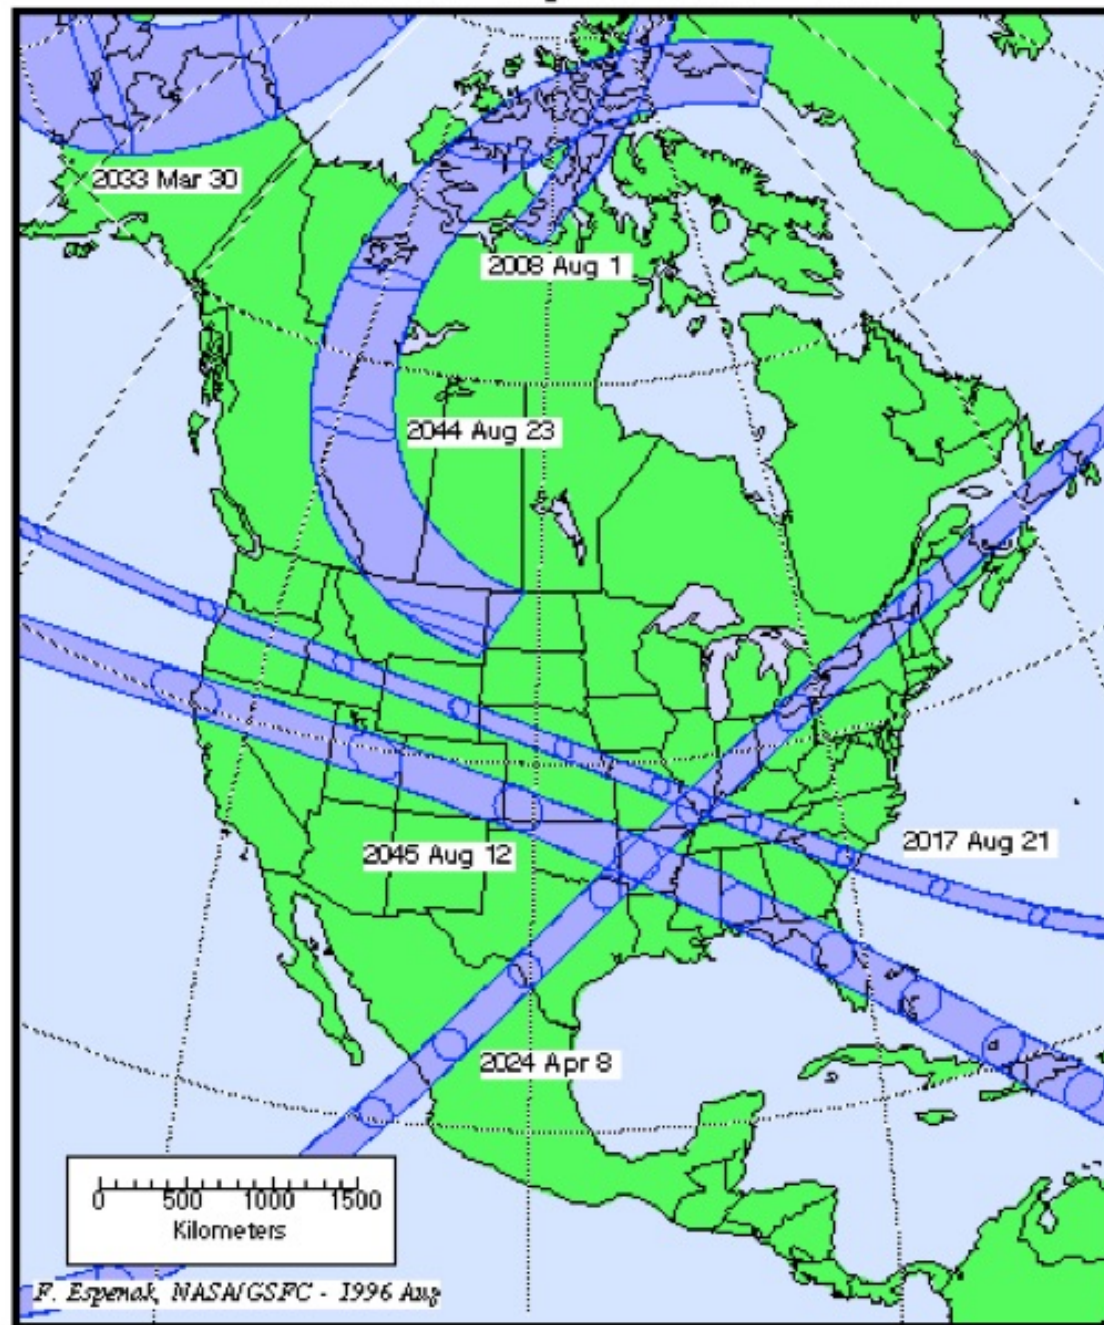 2033 Mar 30
2008 Aug 1
2044 Aug 23
2045 Aug 12
2017 Aug 21
2024 Apr 8
0 500 1000 1500
Kilometers
F. Espenak, NASA/GSFC - 1996 Aug